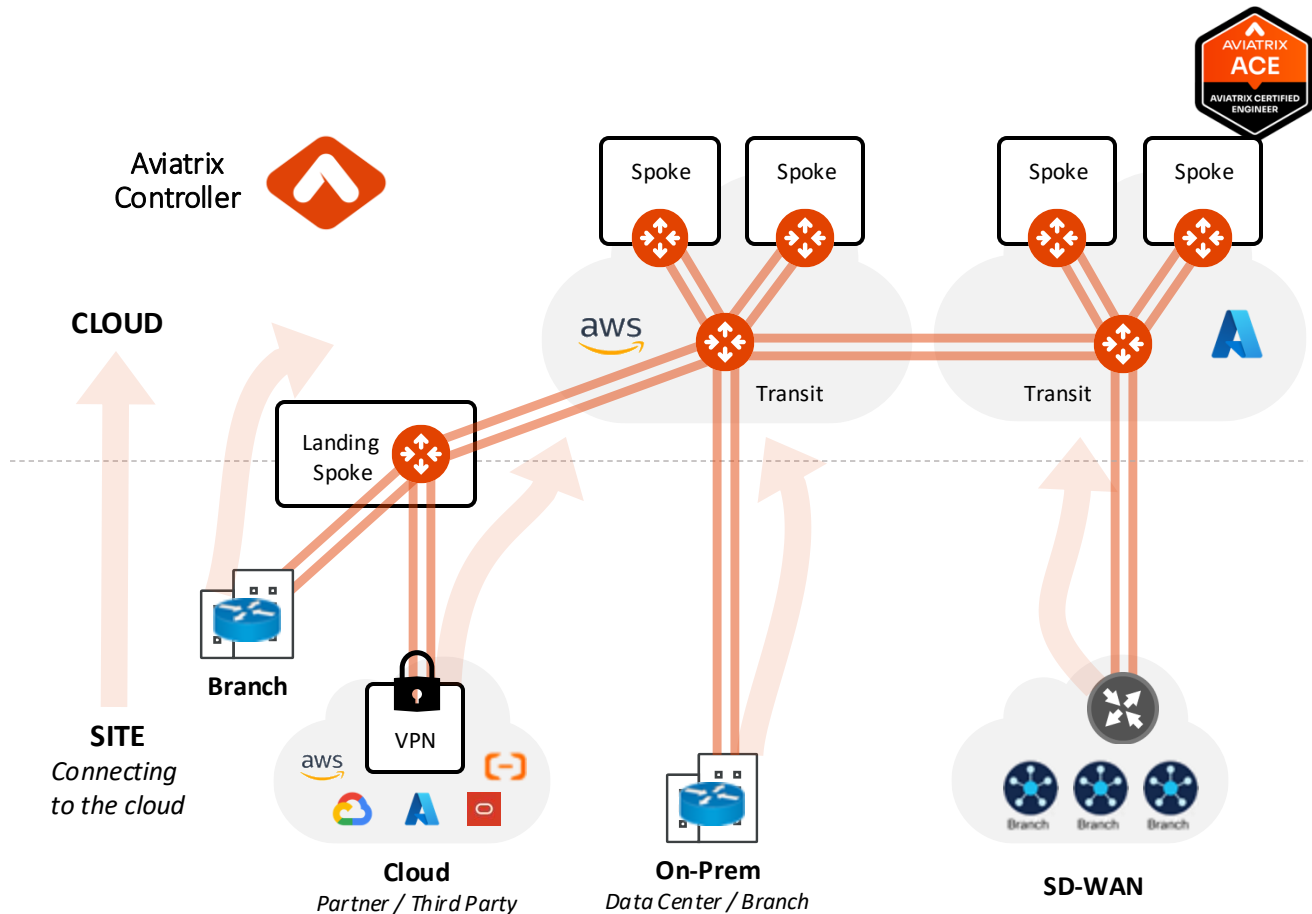 AVIATRIX
ACE
AVIATRIX CERTIFIED
ENGINEER
Aviatrix
Controller
Spoke
Spoke
Spoke
Spoke
CLOUD
aws
Transit
Transit
Landing
Spoke
Branch
SITE
Connecting
to the cloud
VPN
aws
Branch
Branch
Branch
Cloud
Partner / Third Party
On-Prem
Data Center / Branch
SD-WAN